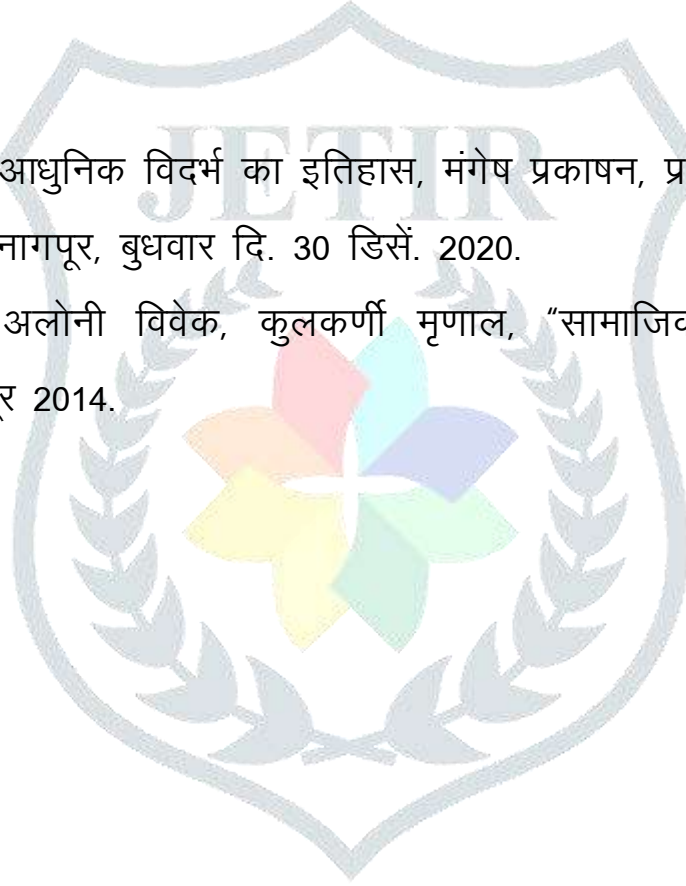 JETIR
आधुनिक विदर्भ का इतिहास, मंगेष प्रकाषन,
नागपूर, बुधवार दि. 30 डिसें. 2020.
अलोनी विवेक, कुलकर्णी मृणाल,
2014.